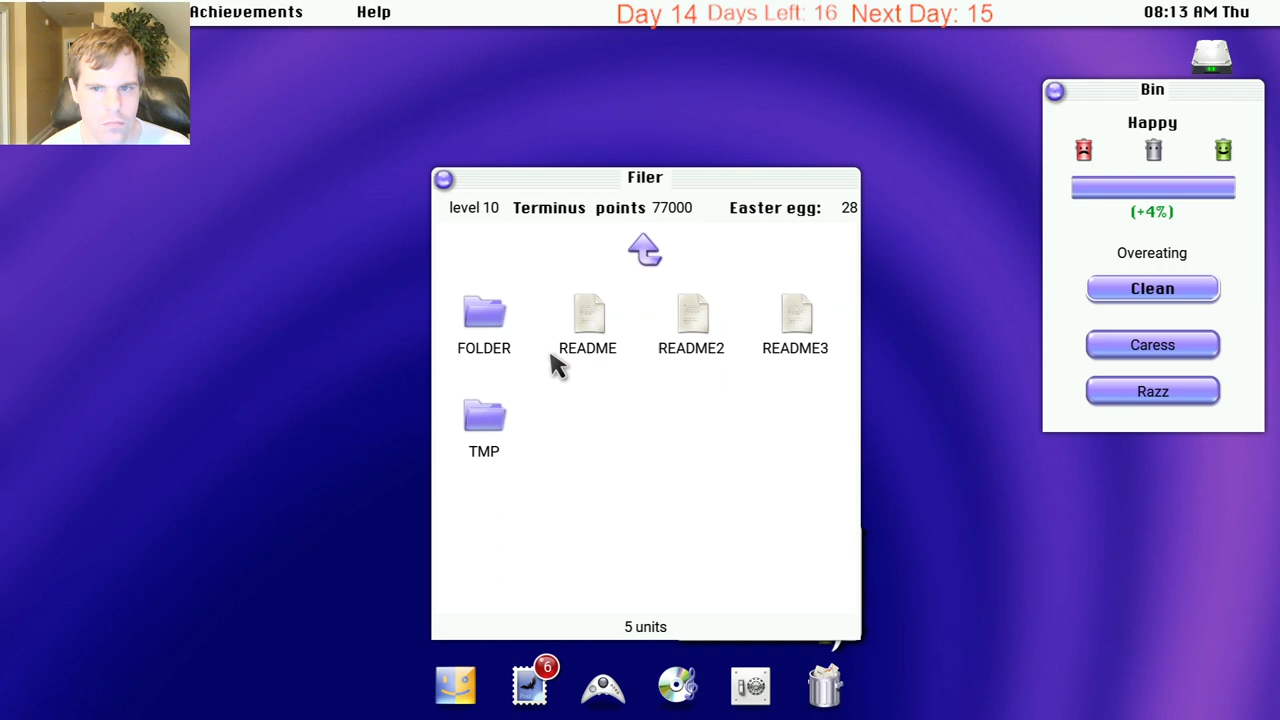 Achievements Help Day 14 Days Left: 16 Next Day: 15 08:13 AM Thu
Bin
Happy
(+4%)
Overeating
Clean
Caress
Razz
Filer
level 10 Terminus points 77000 Easter egg: 28
FOLDER README README2 README3
TMP
5 units
6